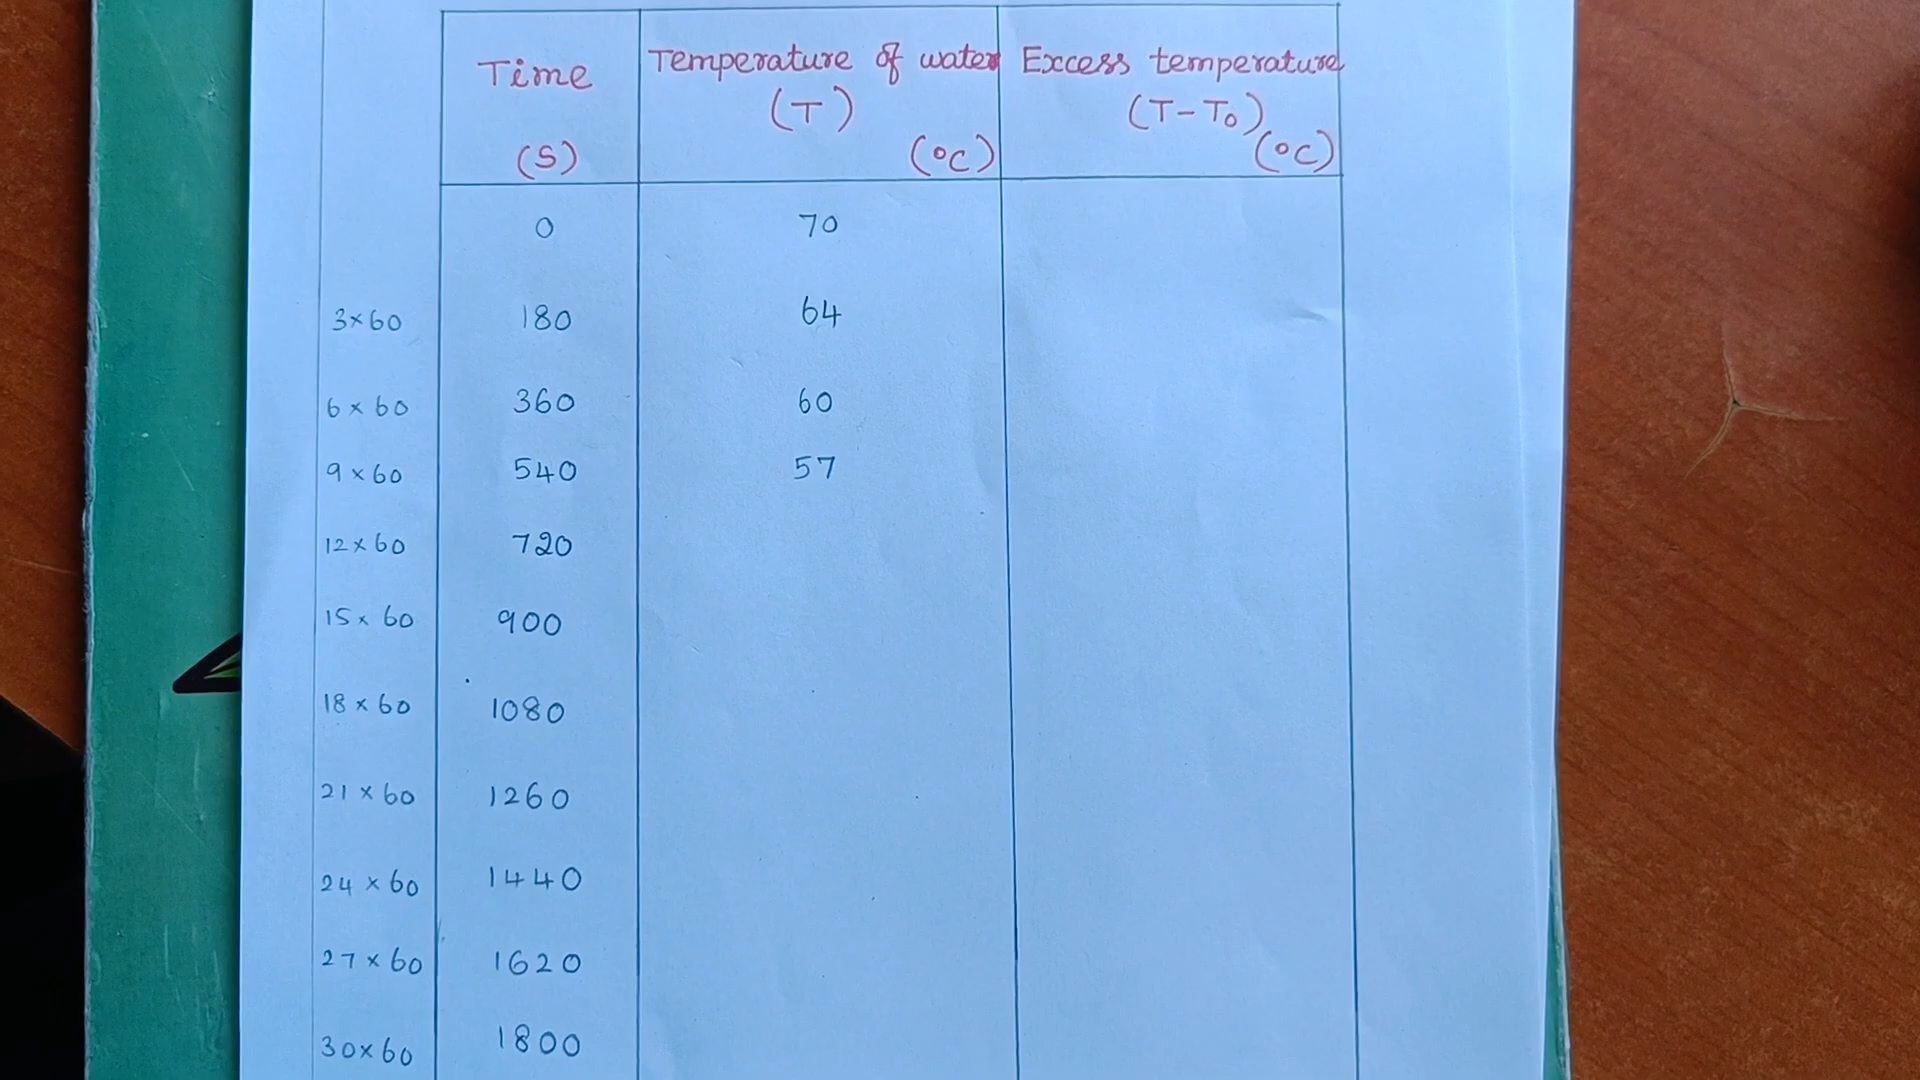 Time Temperature of water Excess temperature
(T) (T-T₀)
(S) (°C) (°C)
0 70
3×60 180 64
6×60 360 60
9×60 540 57
12×60 720
15×60 900
18×60 1080
21×60 1260
24×60 1440
27×60 1620
30×60 1800